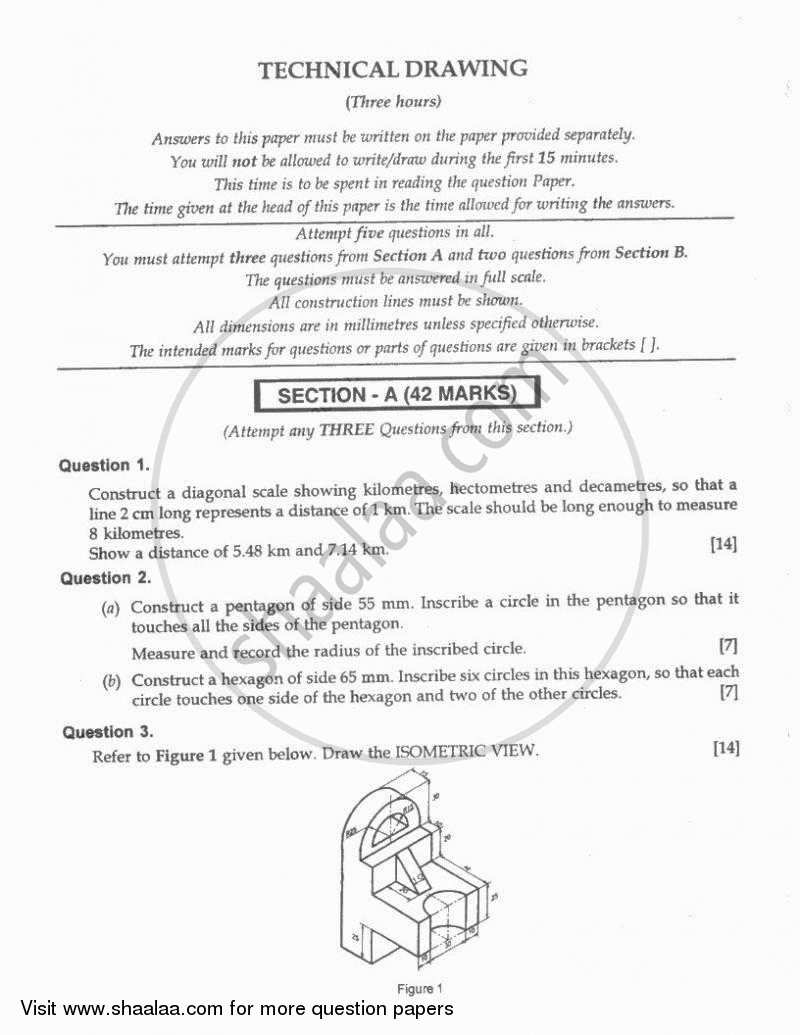 TECHNICAL DRAWING
(Three hours)
Answers to this paper must be written on the paper provided separately.
You will not be allowed to write/draw during the first 15 minutes.
This time is to be spent in reading the question Paper.
The time given at the head of this paper is the time allowed for writing the answers.
Attempt five questions in all.
You must attempt three questions from Section A and two questions from Section B.
The questions must be answered in full scale.
All construction lines must be shown.
All dimensions are in millimetres unless specified otherwise.
The intended marks for questions or parts of questions are given in brackets [ ].
SECTION - A (42 MARKS)
(Attempt any THREE Questions from this section.)
Question 1.
Construct a diagonal scale showing kilometres, hectometres and decametres, so that a
line 2 cm long represents a distance of 1 km. The scale should be long enough to measure
8 kilometres.
Show a distance of 5.48 km and 7.14 km. [14]
Question 2.
(a) Construct a pentagon of side 55 mm. Inscribe a circle in the pentagon so that it
touches all the sides of the pentagon.
Measure and record the radius of the inscribed circle. [7]
(b) Construct a hexagon of side 65 mm. Inscribe six circles in this hexagon, so that each
circle touches one side of the hexagon and two of the other circles. [7]
Question 3.
Refer to Figure 1 given below. Draw the ISOMETRIC VIEW. [14]
25
Figure 1
Visit www.shaalaa.com for more question papers
shaalaa.com